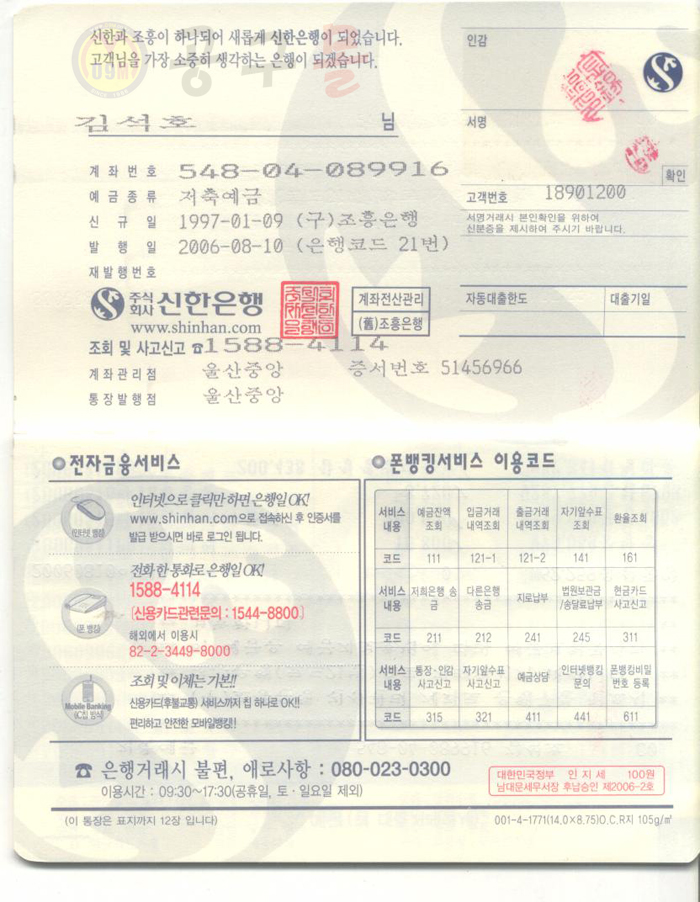 신한과 조흥이 하나되어 새롭게 신한은행이 되었습니다.
고객님을 가장 소중히 생각하는 은행이 되겠습니다.
공구몰
김석호 님
계좌번호 548-04-089916
예금종류 저축예금
신규일 1997-01-09 (구)조흥은행
발행일 2006-08-10 (은행코드 21번)
재발행번호
주식회사 신한은행
www.shinhan.com
계좌전산관리
(舊)조흥은행
조회 및 사고신고 ☎1588-4114
계좌관리점 울산중앙 증서번호 51456966
통장발행점 울산중앙
인감
서명
확인
고객번호 18901200
서명거래시 본인확인을 위하여
신분증을 제시하여 주시기 바랍니다.
자동대출한도 대출기일
전자금융서비스
인터넷 뱅킹
인터넷으로 클릭만 하면 은행일 OK!
www.shinhan.com으로 접속하신 후 인증서를
발급 받으시면 바로 로그인 됩니다.
폰 뱅킹
전화 한 통화로 은행일 OK!
1588-4114
(신용카드관련문의 : 1544-8800)
해외에서 이용시
82-2-3449-8000
Mobile Banking
(IC칩 방식)
조회 및 이체는 기본!!
신용카드(후불교통) 서비스까지 칩 하나로 OK!!
편리하고 안전한 모바일뱅킹!!
폰뱅킹서비스 이용코드
서비스 내용 예금잔액 조회 입금거래 내역조회 출금거래 내역조회 자기앞수표 조회 환율조회
코드 111 121-1 121-2 141 161
서비스 내용 저희은행 송금 다른은행 송금 지로납부 법원보관금/송달료납부 현금카드 사고신고
코드 211 212 241 245 311
서비스 내용 통장·인감 사고신고 자기앞수표 사고신고 예금상담 인터넷뱅킹 문의 폰뱅킹비밀번호 등록
코드 315 321 411 441 611
☎ 은행거래시 불편, 애로사항 : 080-023-0300
이용시간 : 09:30~17:30(공휴일, 토·일요일 제외)
대한민국정부 인지세 100원
남대문세무서장 후납승인 제2006-2호
(이 통장은 표지까지 12장 입니다)
001-4-1771(14.0×8.75)O.C.R지 105g/㎡